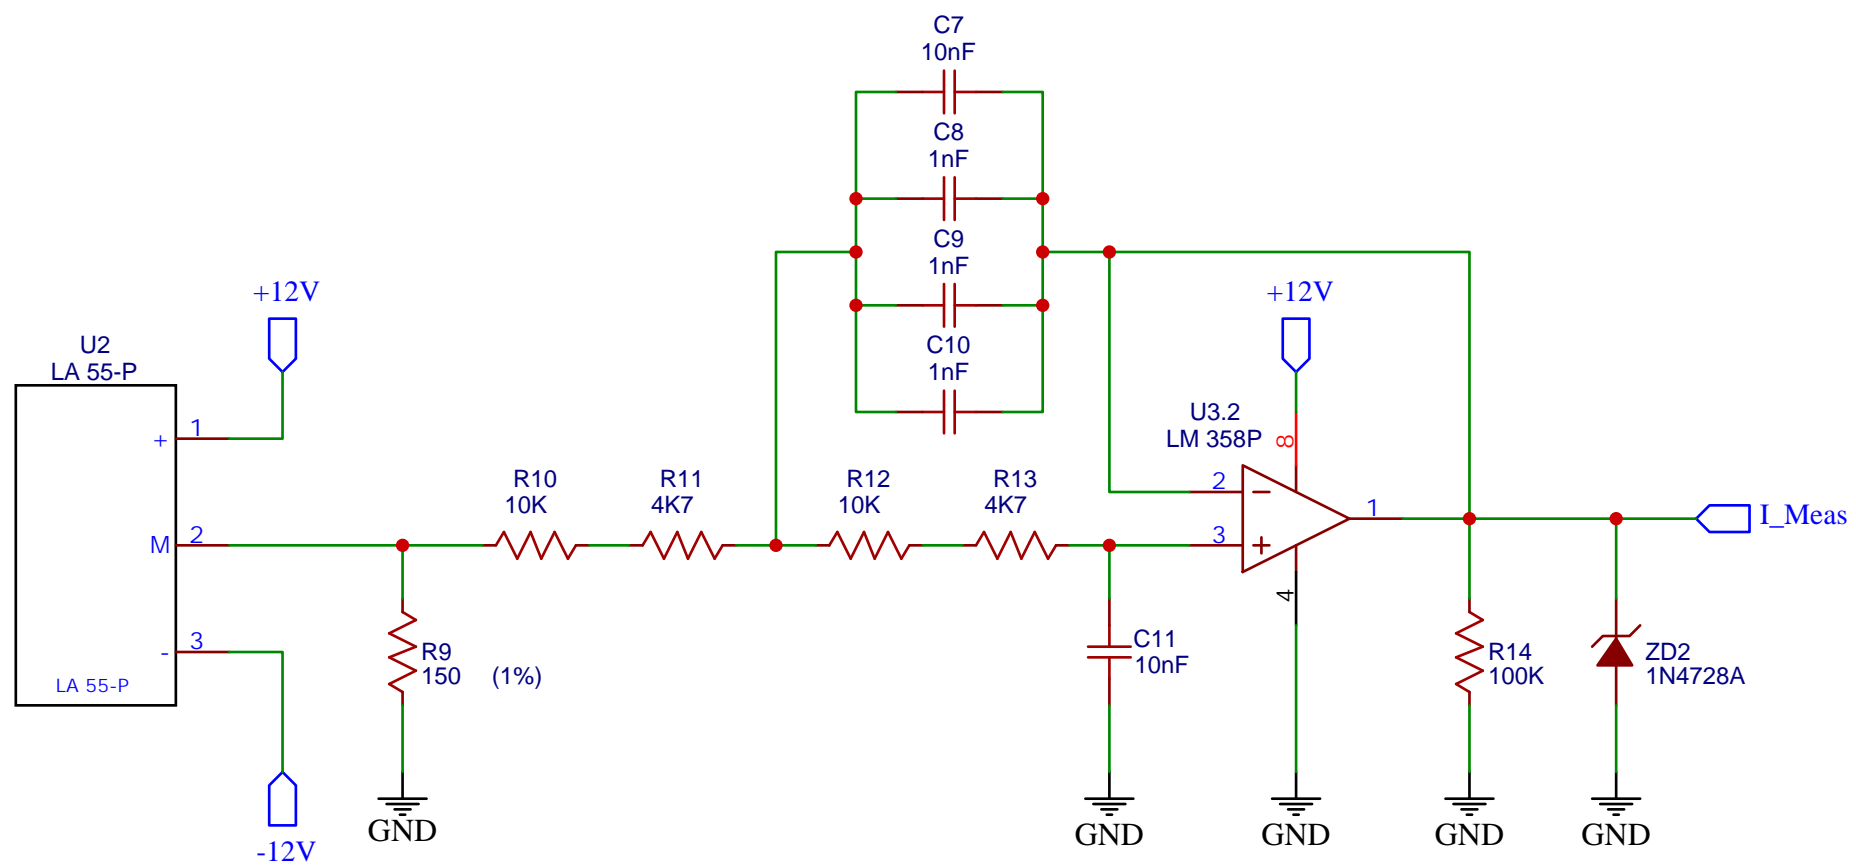 C7
10nF
C8
1nF
C9
1nF
C10
1nF
+12V
+12V
U2
LA 55-P
+
1
M
2
-
3
LA 55-P
-12V
R9
150 (1%)
GND
R10
10K
R11
4K7
R12
10K
R13
4K7
C11
10nF
GND
U3.2
LM 358P
8
2
3
1
4
GND
I_Meas
R14
100K
GND
ZD2
1N4728A
GND